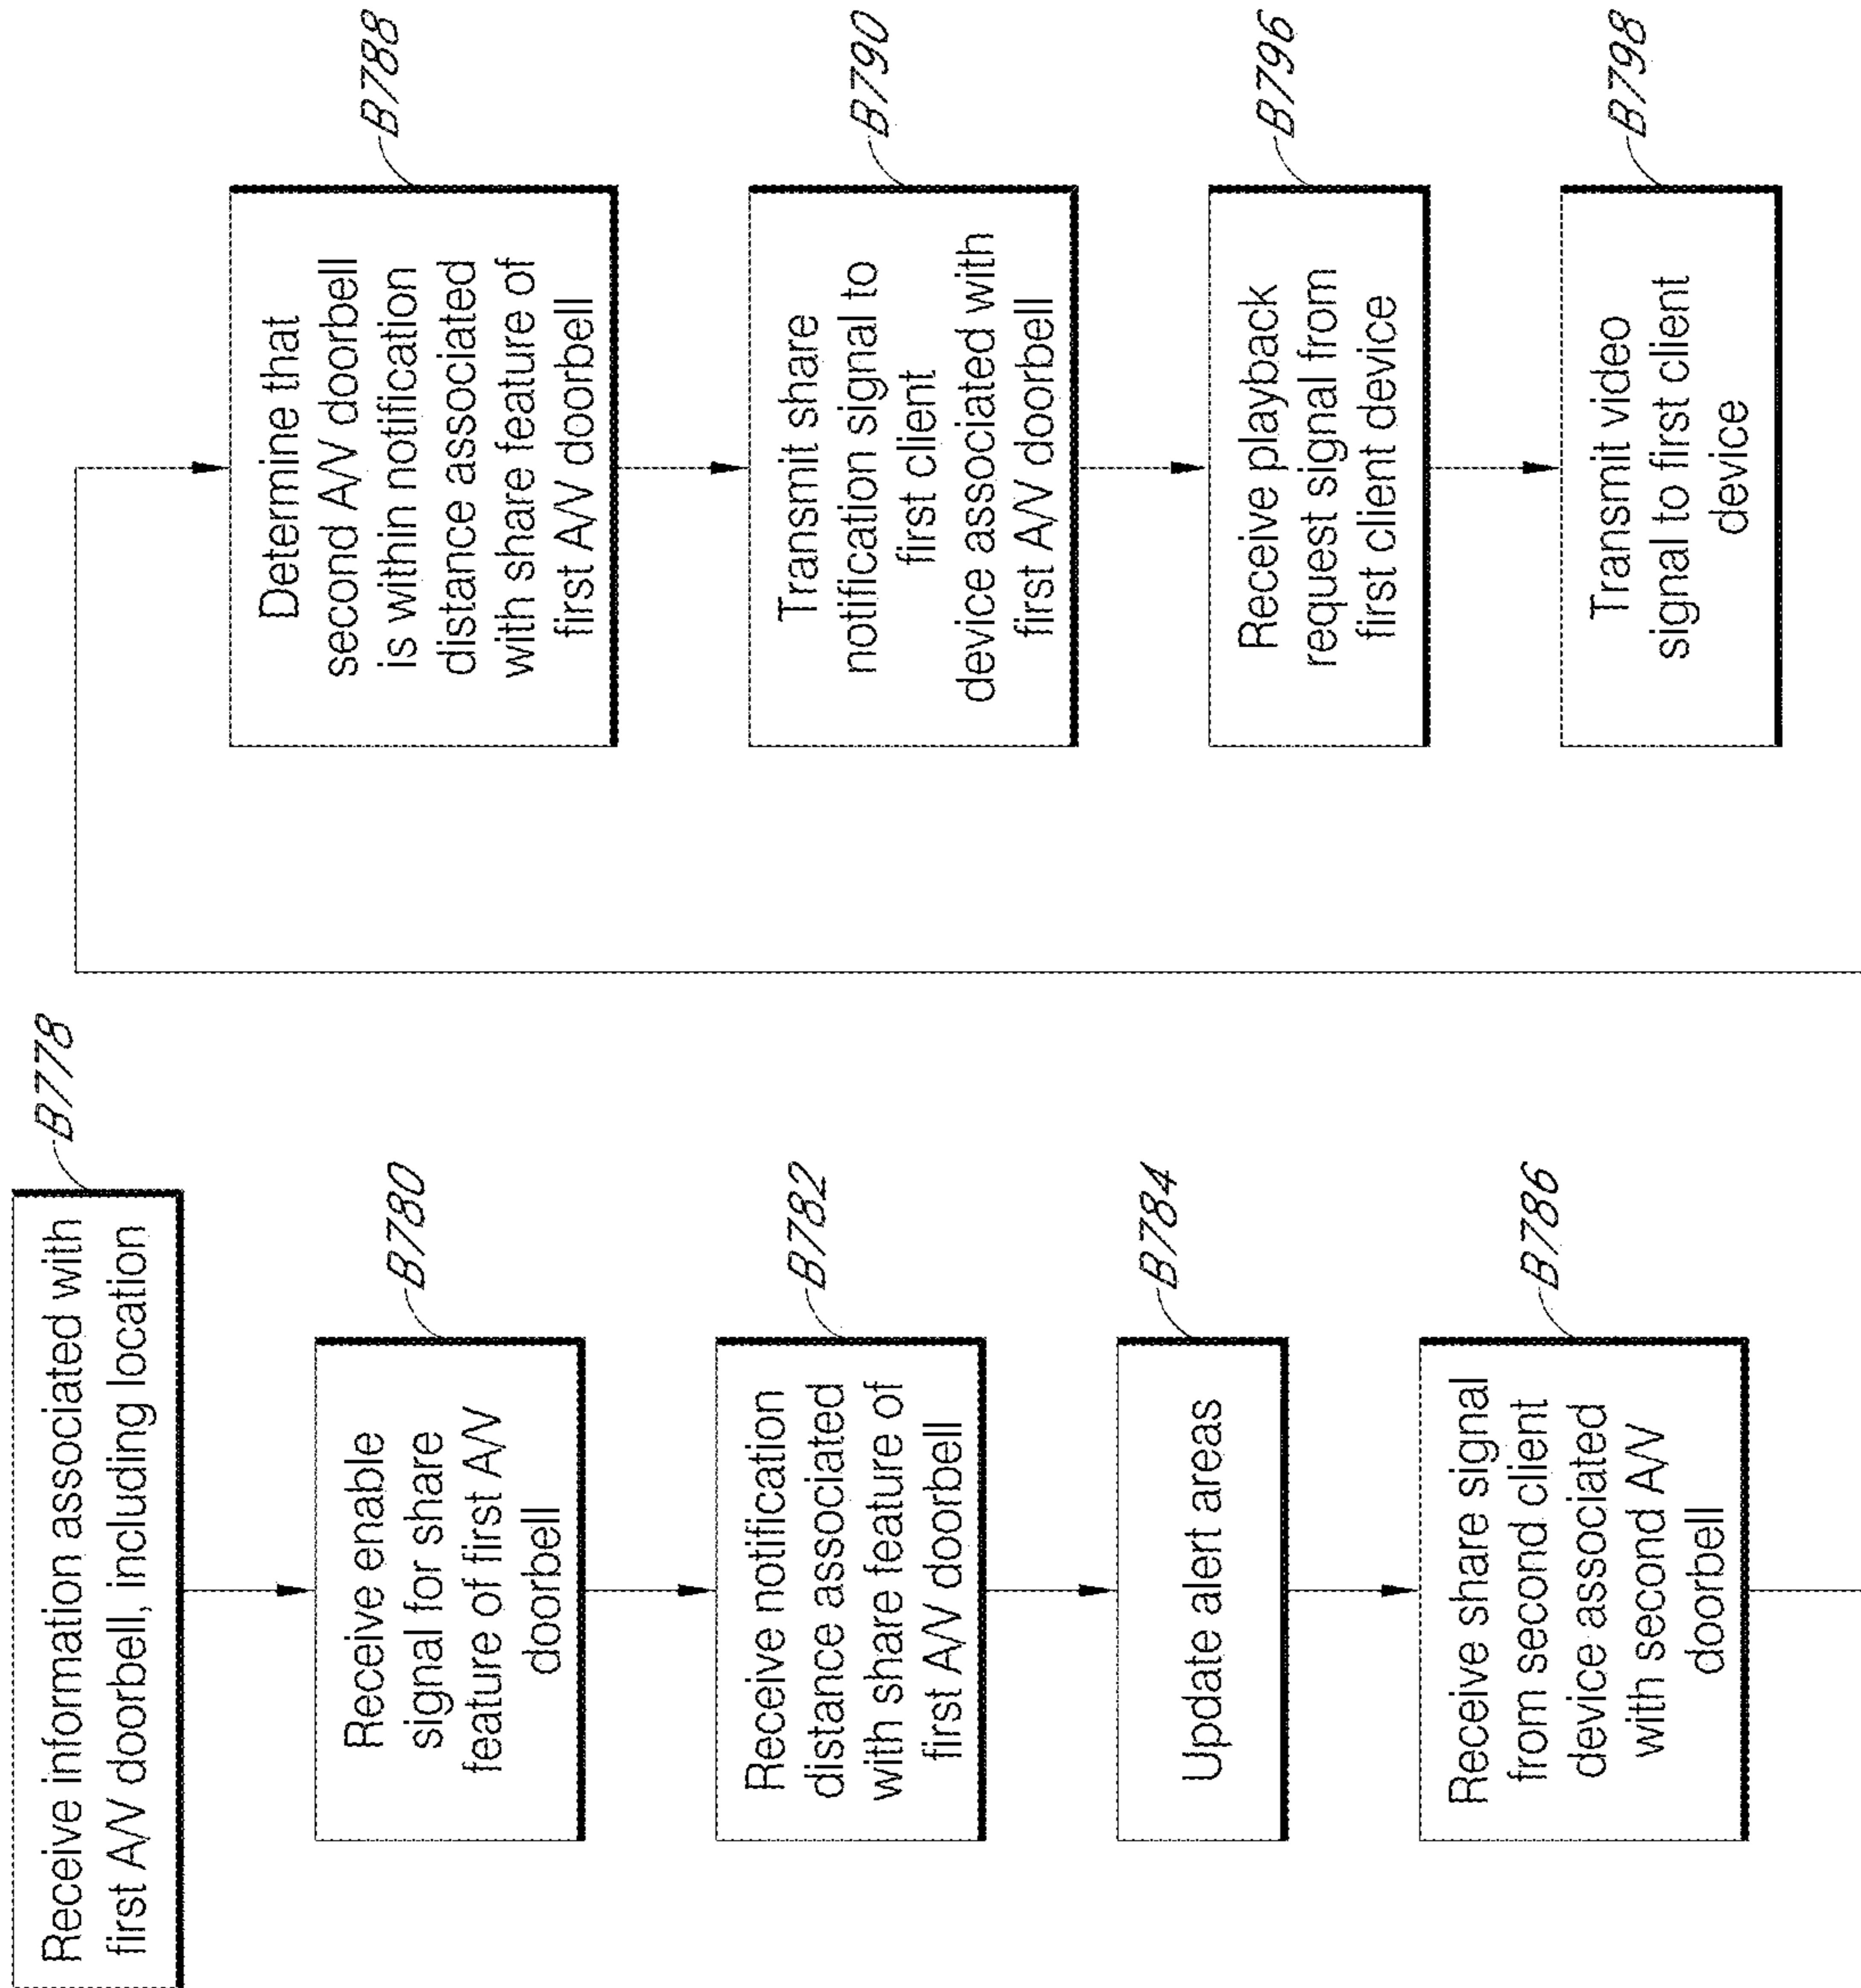 Receive information associated with
first A/V doorbell, including location
B778
Receive enable
signal for share
feature of first A/V
doorbell
B780
Receive notification
distance associated
with share feature of
first A/V doorbell
B782
Update alert areas
B784
Receive share signal
from second client
device associated
with second A/V
doorbell
B786
Determine that
second A/V doorbell
is within notification
distance associated
with share feature of
first A/V doorbell
B788
Transmit share
notification signal to
first client
device associated with
first A/V doorbell
B790
Receive playback
request signal from
first client device
B796
Transmit video
signal to first client
device
B798